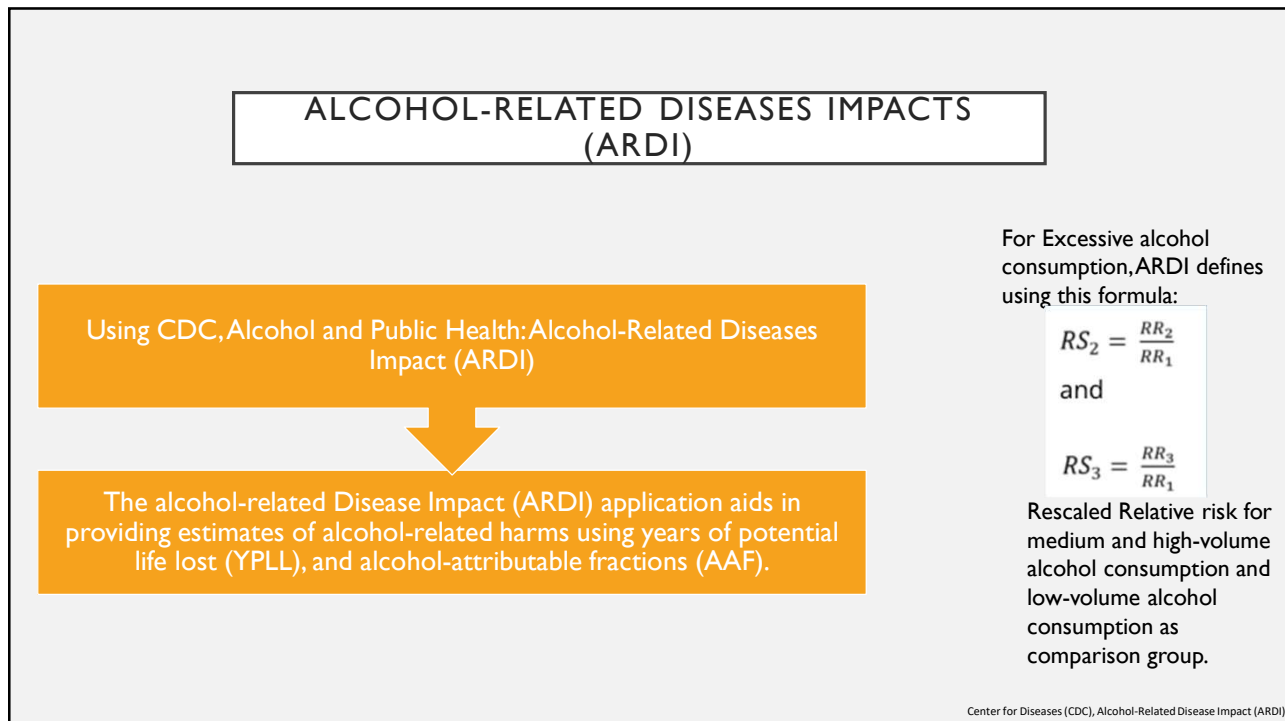 ALCOHOL-RELATED DISEASES IMPACTS
(ARDI)
Using CDC, Alcohol and Public Health: Alcohol-Related Diseases
Impact (ARDI)
The alcohol-related Disease Impact (ARDI) application aids in
providing estimates of alcohol-related harms using years of potential
life lost (YPLL), and alcohol-attributable fractions (AAF).
For Excessive alcohol
consumption, ARDI defines
using this formula:
RS₂ = RR₂/RR₁
and
RS₃ = RR₃/RR₁
Rescaled Relative risk for
medium and high-volume
alcohol consumption and
low-volume alcohol
consumption as
comparison group.
Center for Diseases (CDC), Alcohol-Related Disease Impact (ARDI)